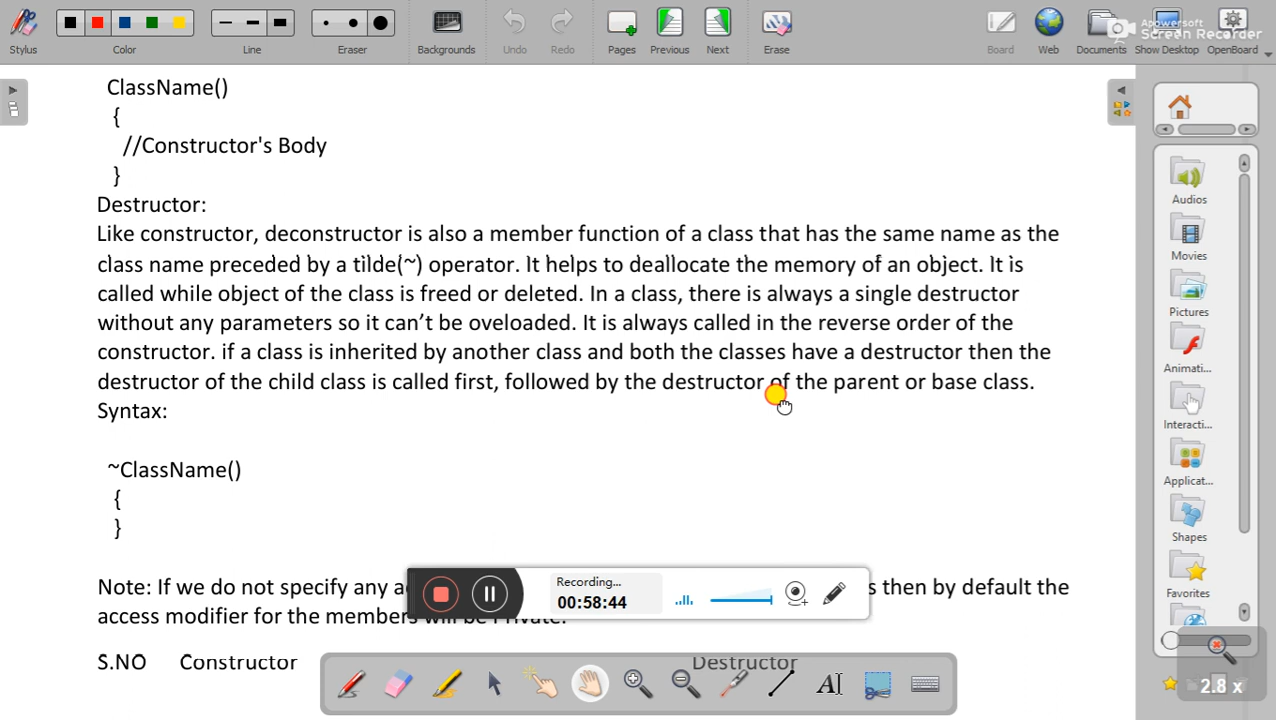 Stylus
Color
Line
Eraser
Backgrounds
Undo
Redo
Pages
Previous
Next
Erase
Board
Web
Documents
Show Desktop
OpenBoard
Apowersoft
Screen Recorder
ClassName()
{
//Constructor's Body
}
Destructor:
Like constructor, deconstructor is also a member function of a class that has the same name as the
class name preceded by a tilde(~) operator. It helps to deallocate the memory of an object. It is
called while object of the class is freed or deleted. In a class, there is always a single destructor
without any parameters so it can’t be oveloaded. It is always called in the reverse order of the
constructor. if a class is inherited by another class and both the classes have a destructor then the
destructor of the child class is called first, followed by the destructor of the parent or base class.
Syntax:
~ClassName()
{
}
Note: If we do not specify any then by default the
access modifier for the members will be Private.
S.NO Constructor Destructor
Recording...
00:58:44
Audios
Movies
Pictures
Animati...
Interacti...
Applicat...
Shapes
Favorites
2.8 x